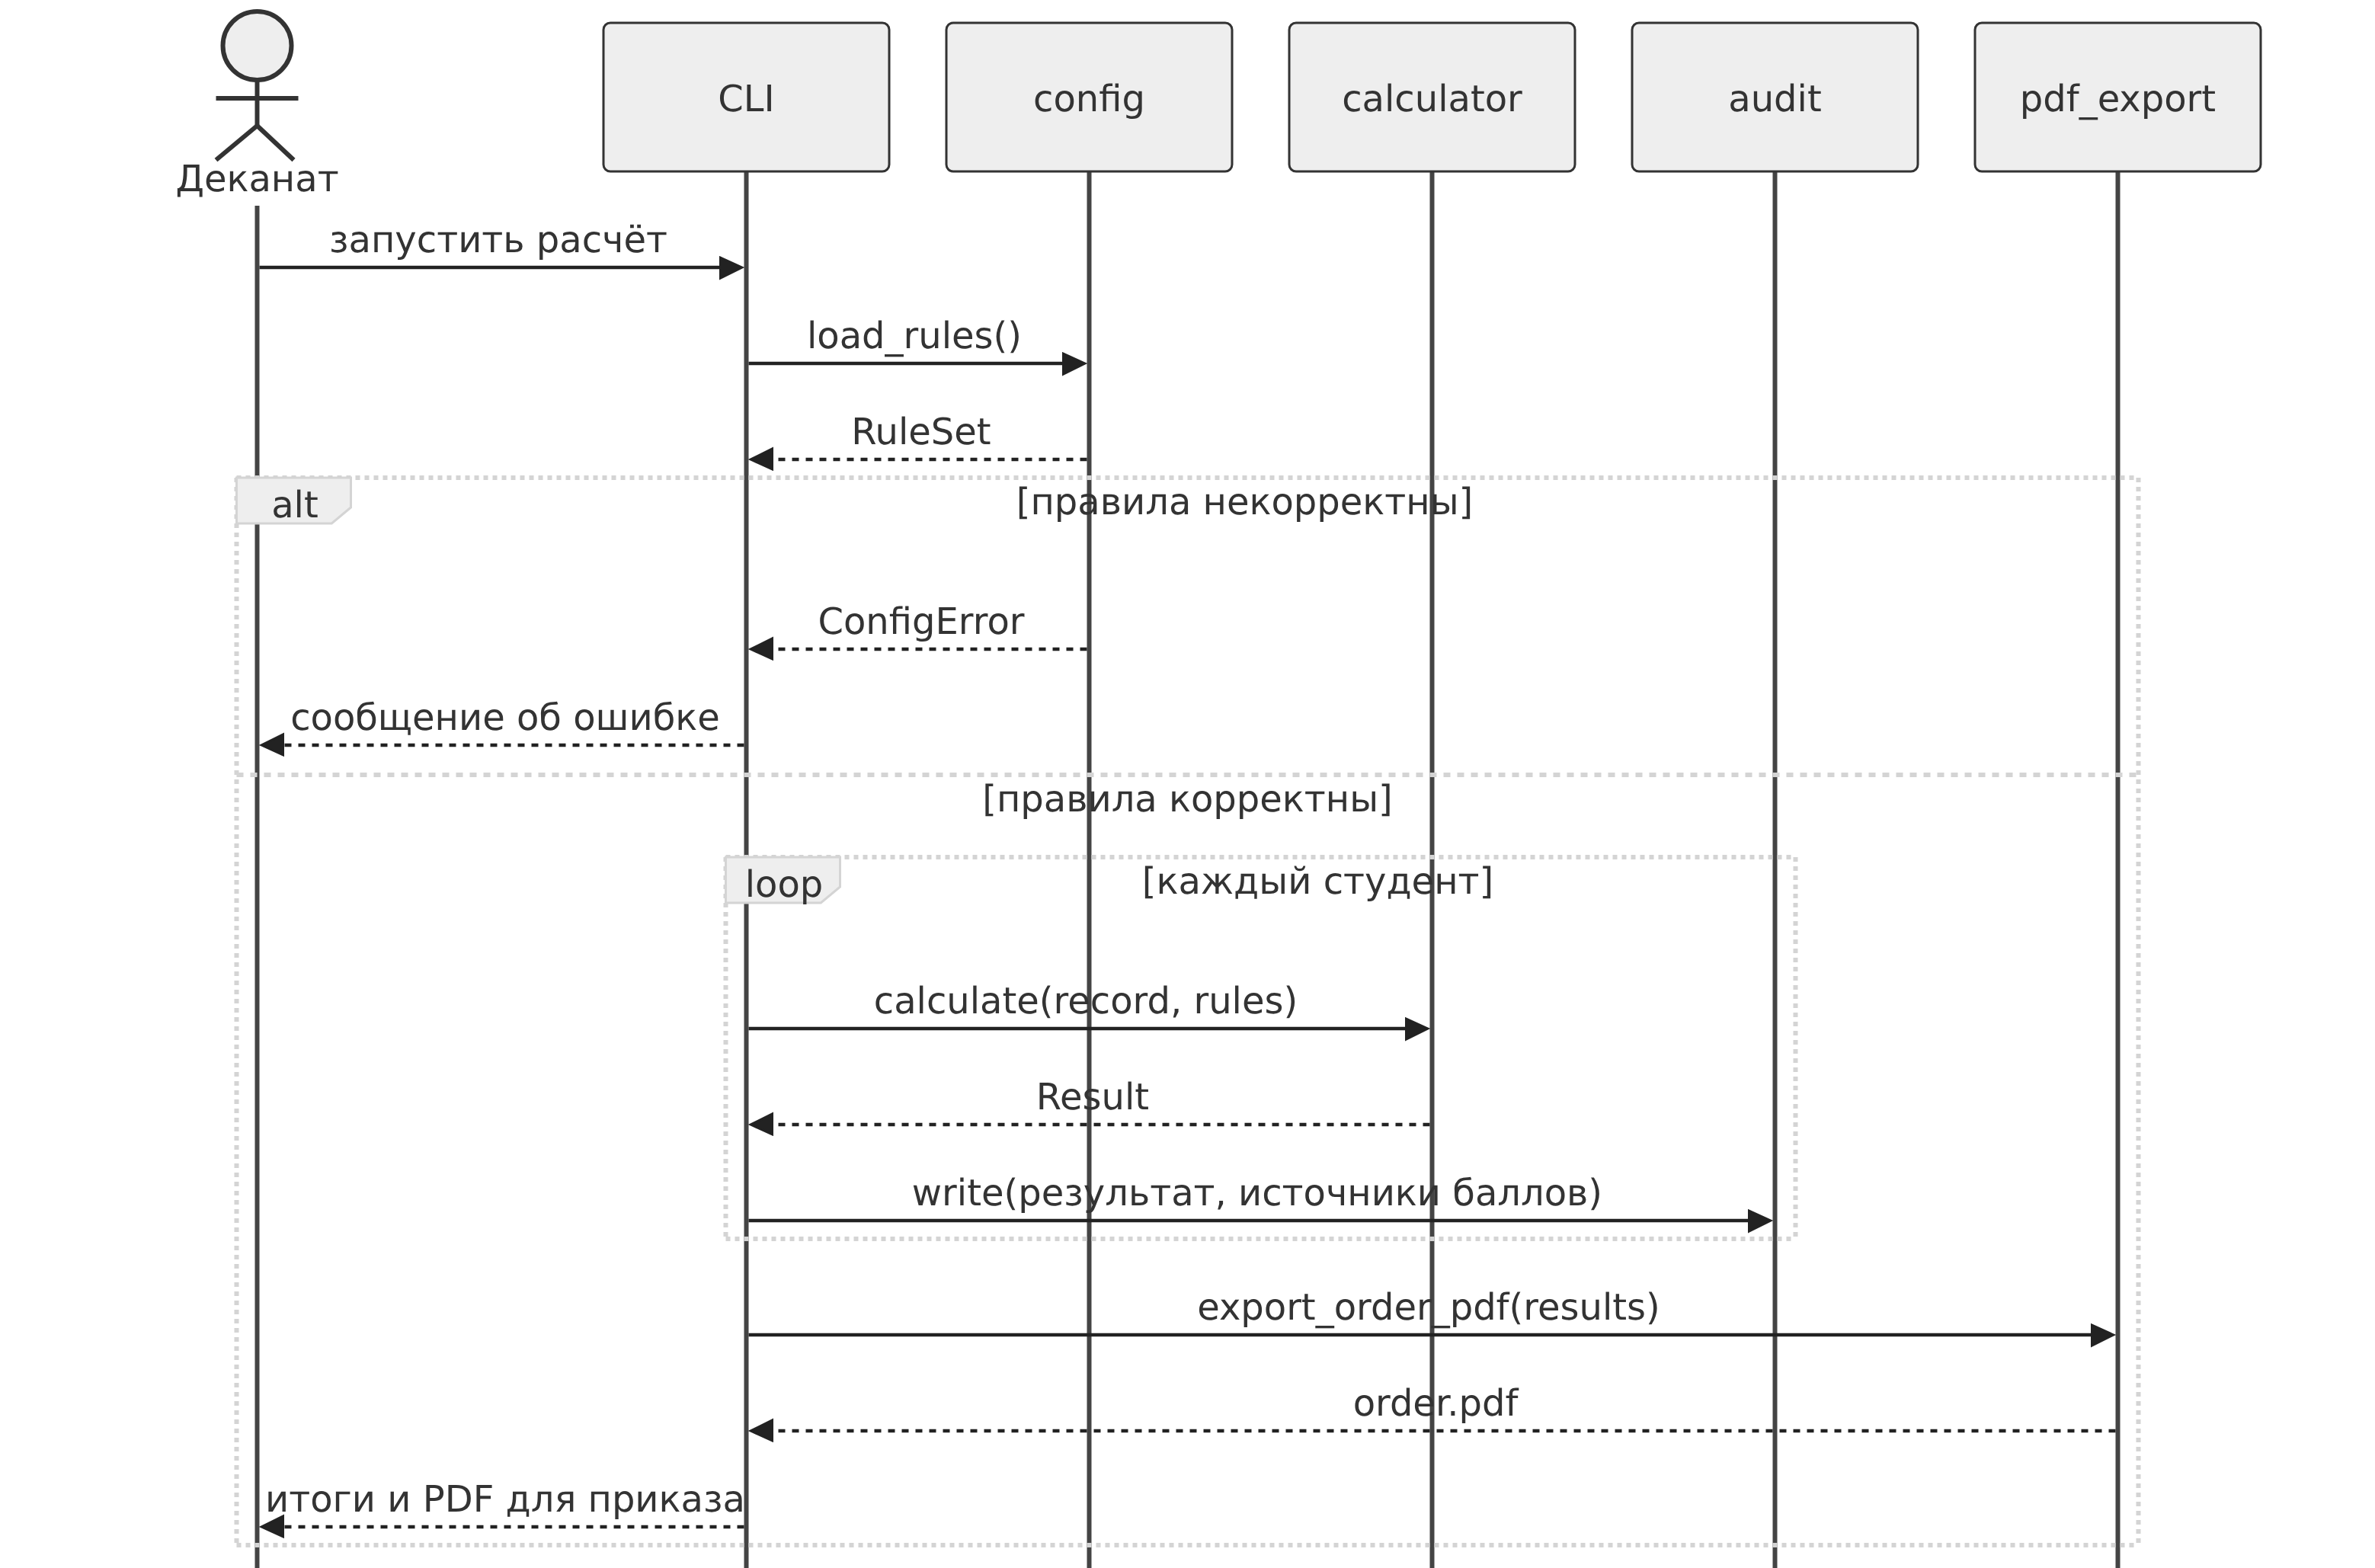 CLI
config
calculator
audit
pdf_export
Деканат
запустить расчёт
load_rules()
RuleSet
alt
[правила некорректны]
ConfigError
сообщение об ошибке
[правила корректны]
loop
[каждый студент]
calculate(record, rules)
Result
write(результат, источники баллов)
export_order_pdf(results)
order.pdf
итоги и PDF для приказа